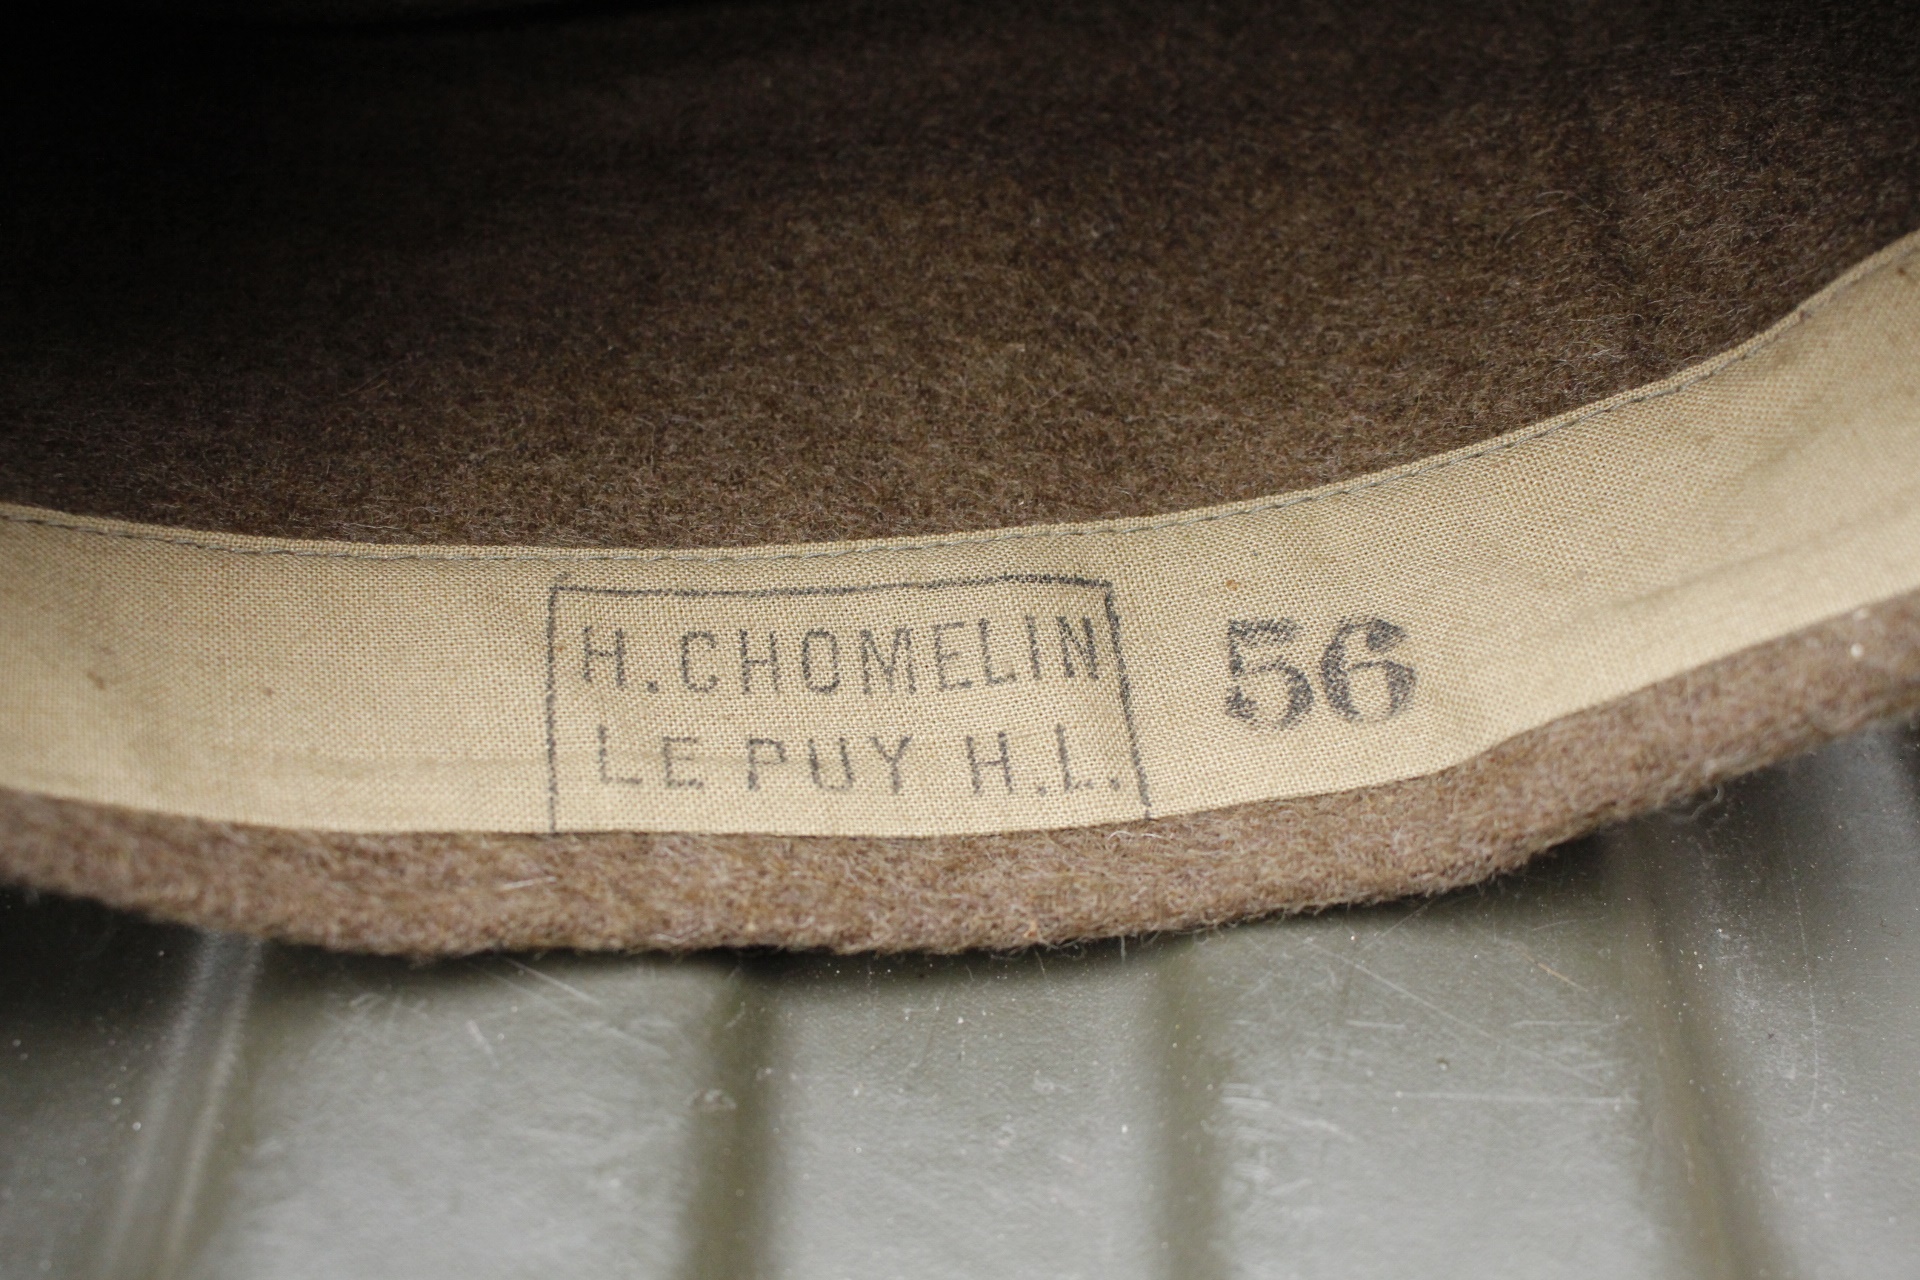 H. CHOMELIN
LE PUY H.L.
56